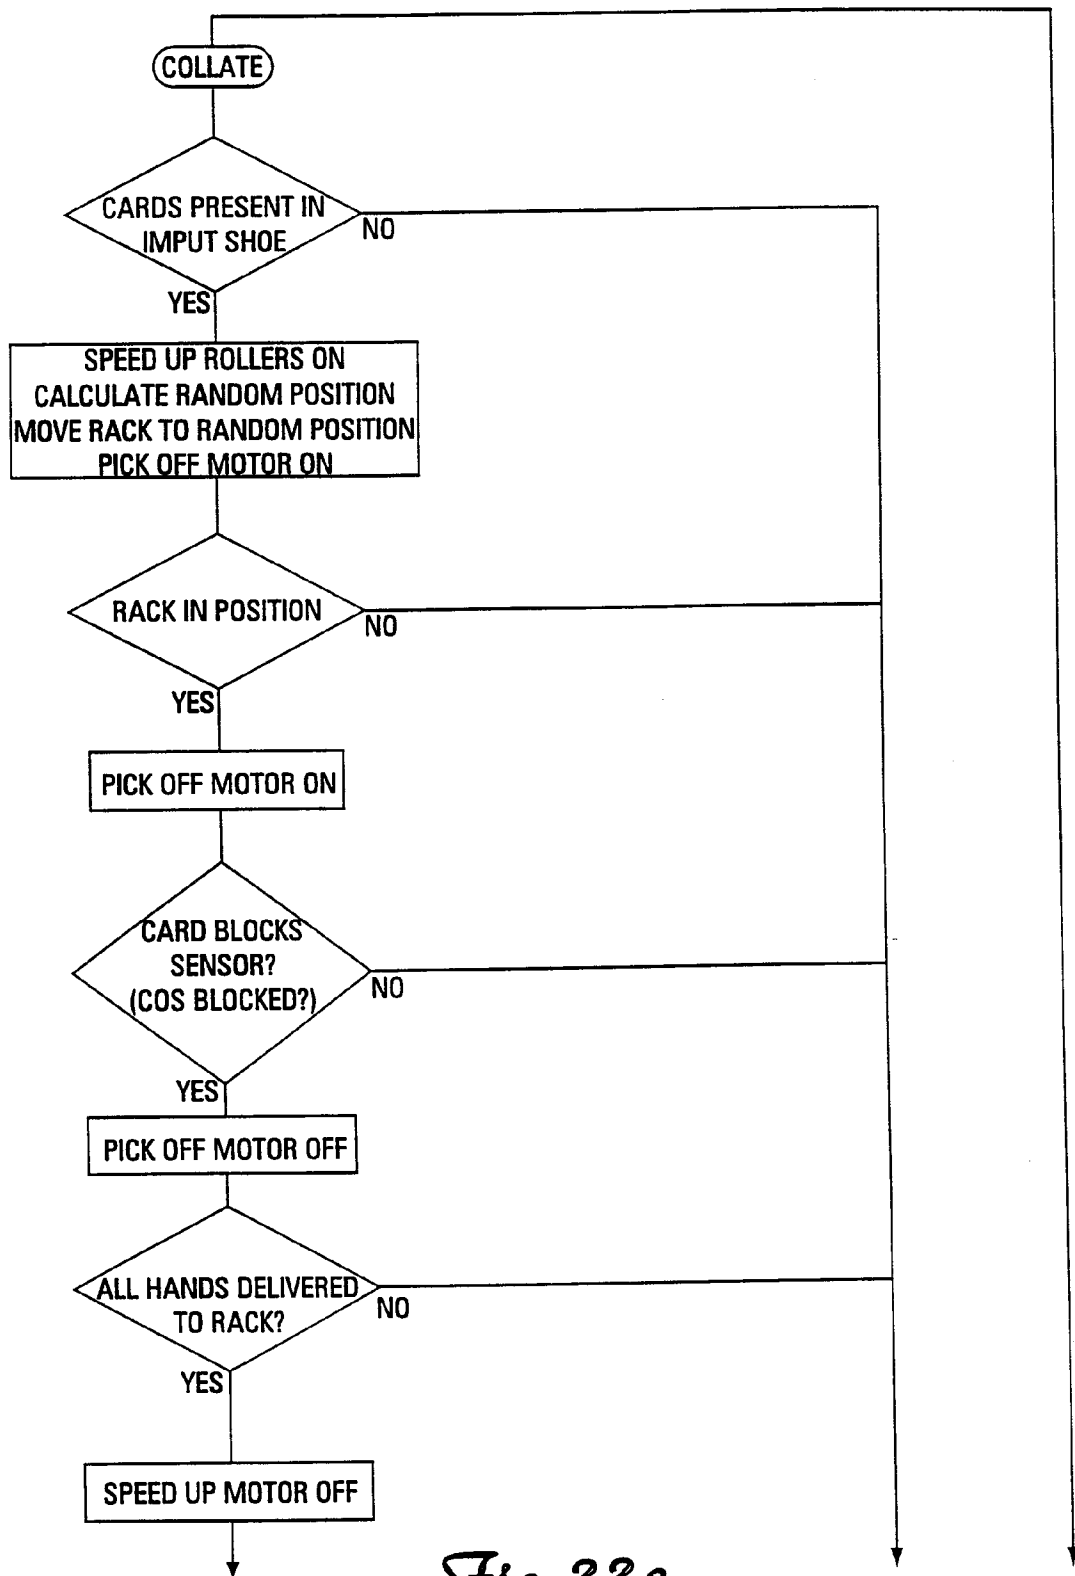 COLLATE
CARDS PRESENT IN
IMPUT SHOE
NO
YES
SPEED UP ROLLERS ON
CALCULATE RANDOM POSITION
MOVE RACK TO RANDOM POSITION
PICK OFF MOTOR ON
RACK IN POSITION
NO
YES
PICK OFF MOTOR ON
CARD BLOCKS
SENSOR?
(COS BLOCKED?)
NO
YES
PICK OFF MOTOR OFF
ALL HANDS DELIVERED
TO RACK?
NO
YES
SPEED UP MOTOR OFF